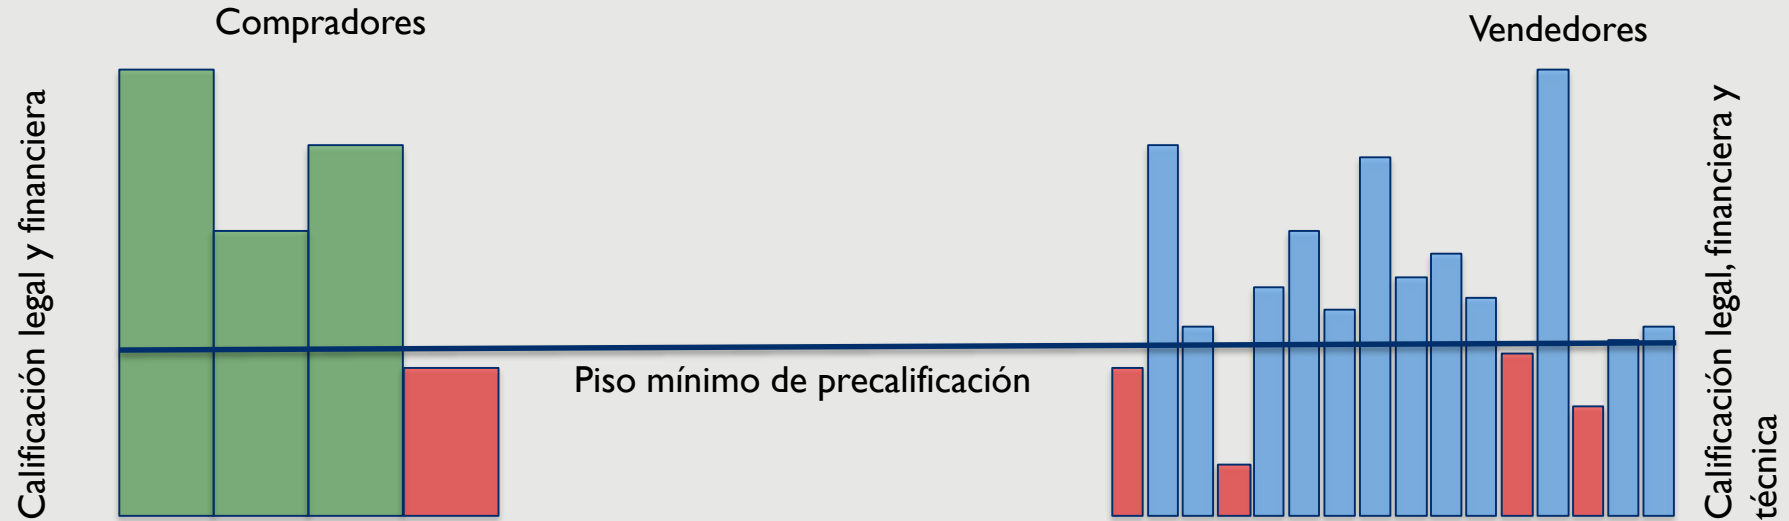 Compradores
Vendedores
Calificación legal y financiera
Piso mínimo de precalificación
Calificación legal, financiera y
técnica